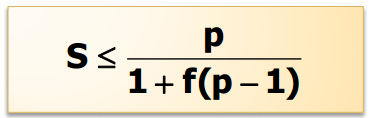 S ≤ p / 1 + f(p – 1)